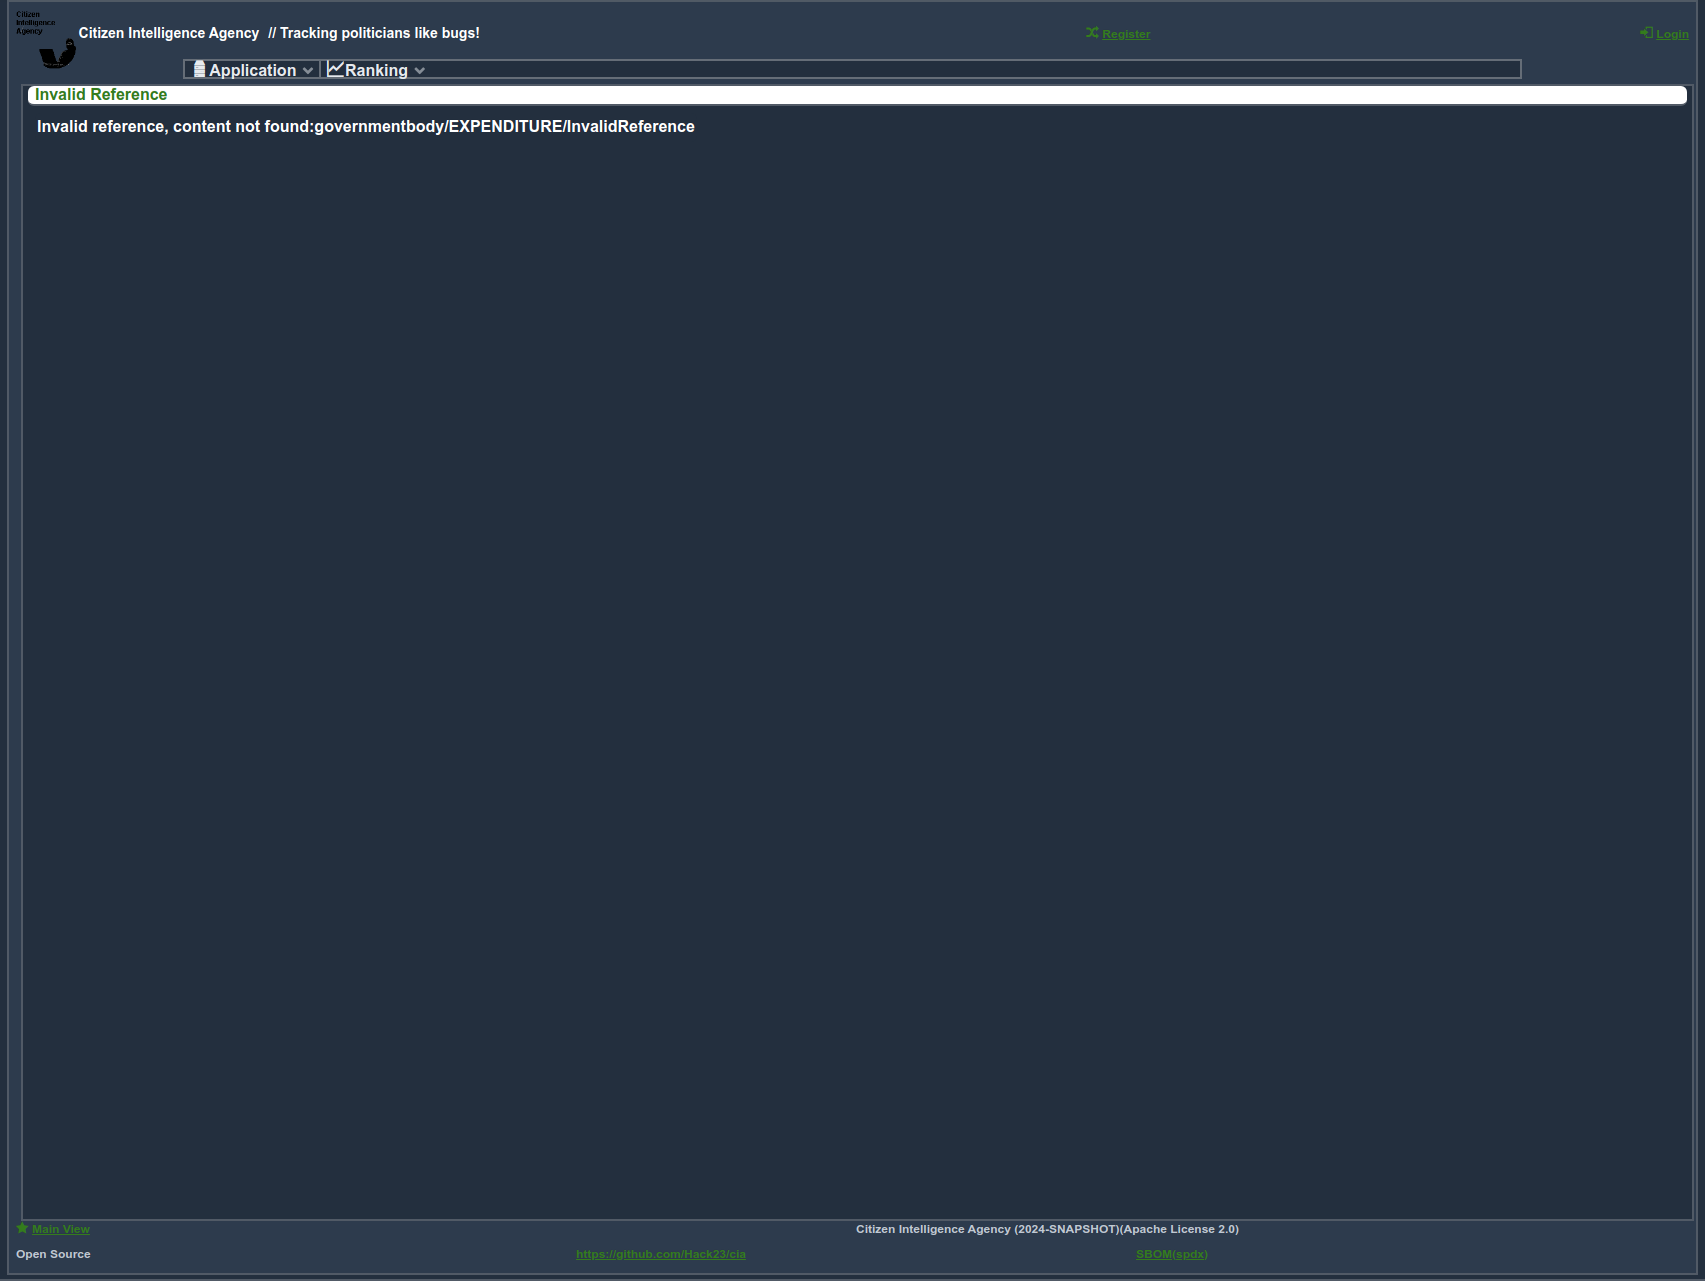 Citizen
Intelligence
Agency
Citizen Intelligence Agency // Tracking politicians like bugs!
Register
Login
Application
Ranking
Invalid Reference
Invalid reference, content not found:governmentbody/EXPENDITURE/InvalidReference
Main View
Citizen Intelligence Agency (2024-SNAPSHOT)(Apache License 2.0)
Open Source
https://github.com/Hack23/cia
SBOM(spdx)